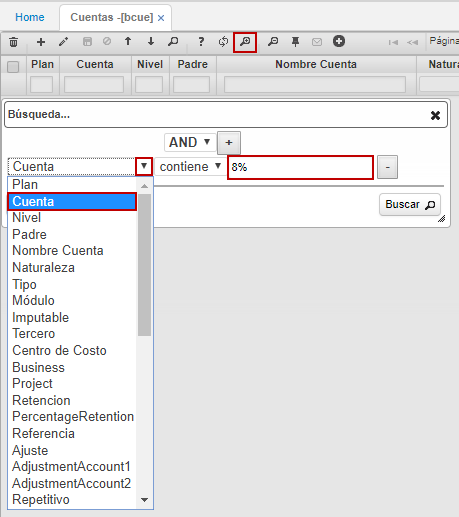 Home Cuentas -[bcue] ×
? Página
Plan Cuenta Nivel Padre Nombre Cuenta Natura
Búsqueda...
AND +
Cuenta contiene 8% -
Plan
Cuenta
Buscar
Nivel
Padre
Nombre Cuenta
Naturaleza
Tipo
Módulo
Imputable
Tercero
Centro de Costo
Business
Project
Retencion
PercentageRetention
Referencia
Ajuste
AdjustmentAccount1
AdjustmentAccount2
Repetitivo